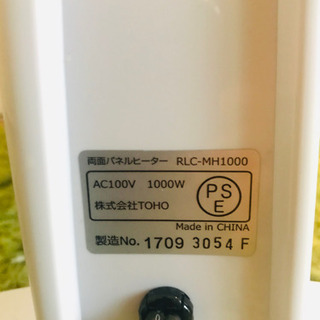 両面パネルヒーター RLC-MH1000
AC100V 1000W
株式会社TOHO
PS
E
Made in CHINA
製造No. 1709 3054 F